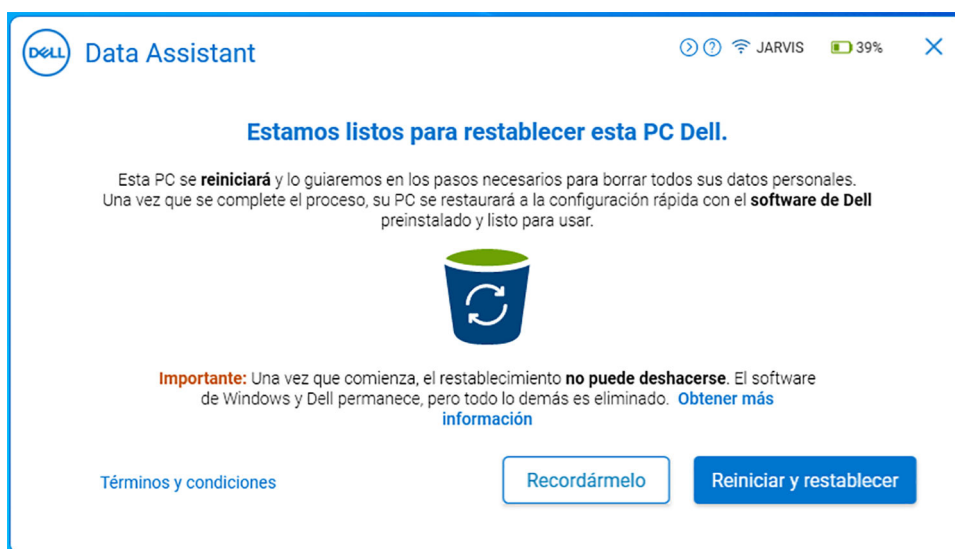 DELL
Data Assistant
JARVIS
39%
Estamos listos para restablecer esta PC Dell.
Esta PC se reiniciará y lo guiaremos en los pasos necesarios para borrar todos sus datos personales.
Una vez que se complete el proceso, su PC se restaurará a la configuración rápida con el software de Dell
preinstalado y listo para usar.
Importante: Una vez que comienza, el restablecimiento no puede deshacerse. El software
de Windows y Dell permanece, pero todo lo demás es eliminado. Obtener más
información
Términos y condiciones
Recordármelo
Reiniciar y restablecer